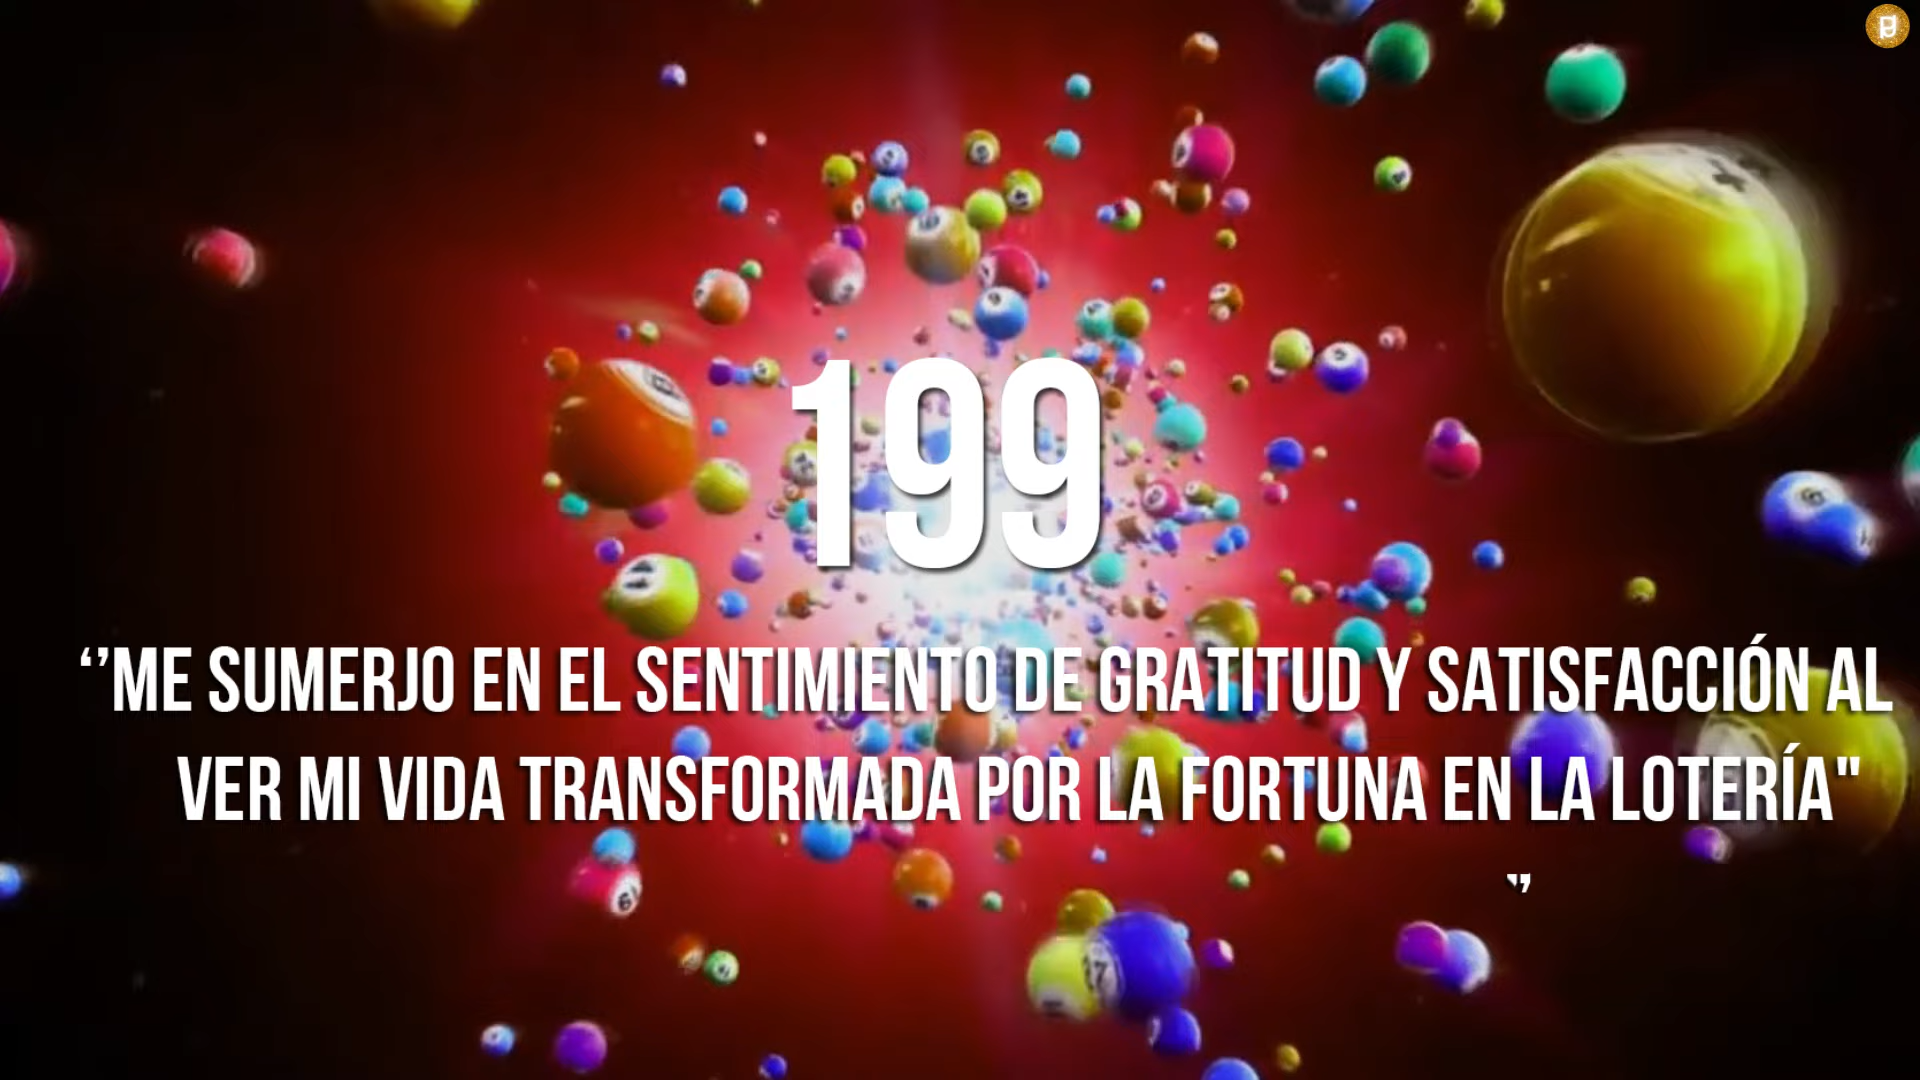 199
‘’ME SUMERJO EN EL SENTIMIENTO DE GRATITUD Y SATISFACCIÓN AL
VER MI VIDA TRANSFORMADA POR LA FORTUNA EN LA LOTERÍA"
”